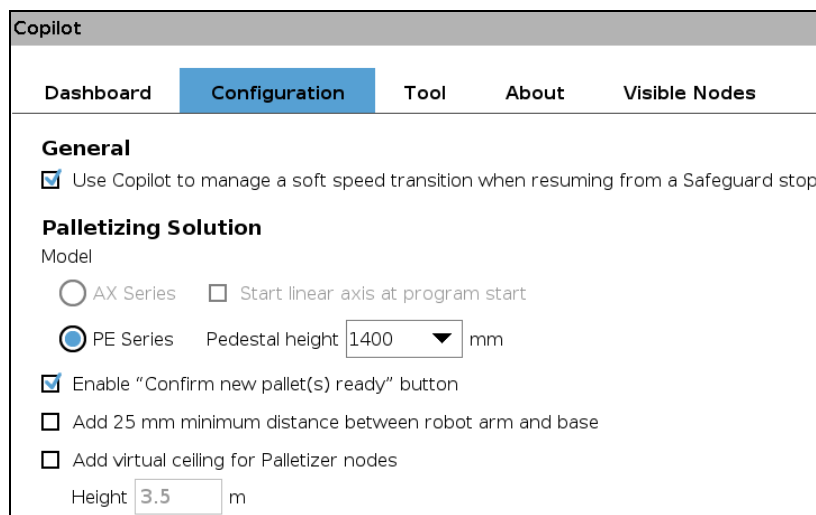 Copilot
Dashboard Configuration Tool About Visible Nodes
General
Use Copilot to manage a soft speed transition when resuming from a Safeguard stop
Palletizing Solution
Model
AX Series Start linear axis at program start
PE Series Pedestal height 1400 mm
Enable “Confirm new pallet(s) ready” button
Add 25 mm minimum distance between robot arm and base
Add virtual ceiling for Palletizer nodes
Height 3.5 m